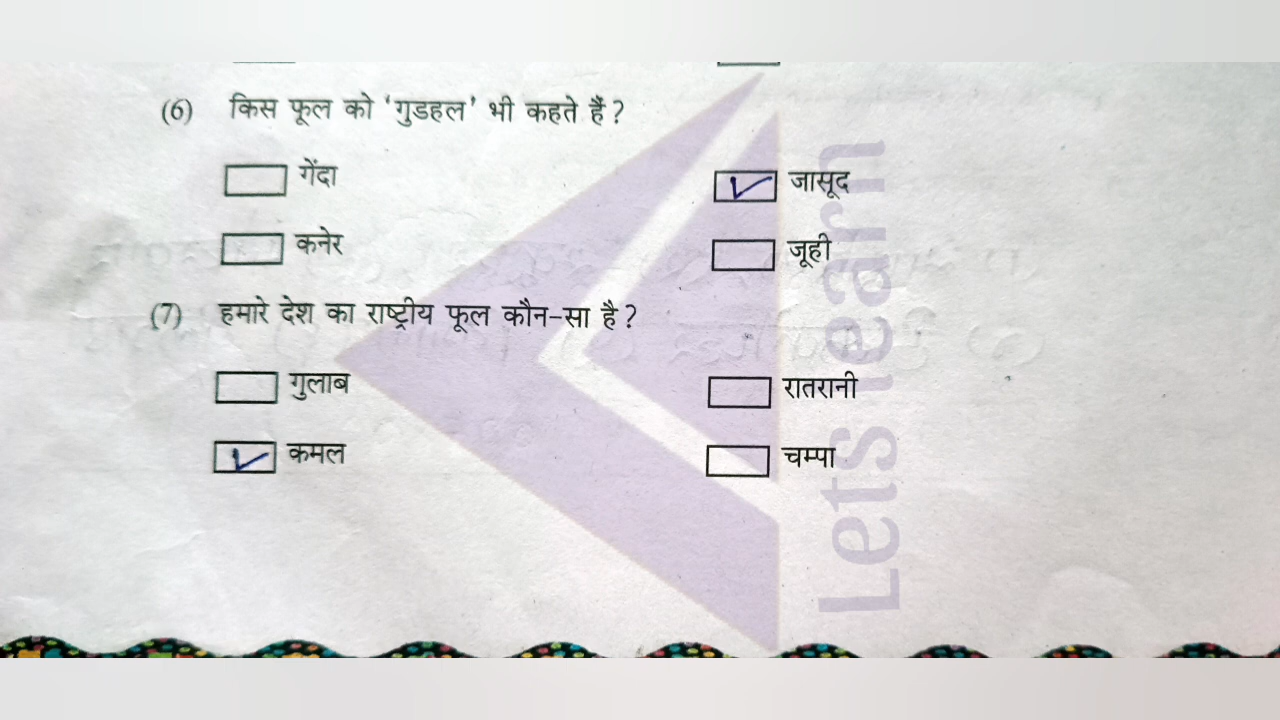 (6) किस फूल को 'गुडहल' भी कहते हैं?
गेंदा जासूद
कनेर जूही
(7) हमारे देश का राष्ट्रीय फूल कौन-सा है?
गुलाब रातरानी
कमल चम्पा
Lets learn